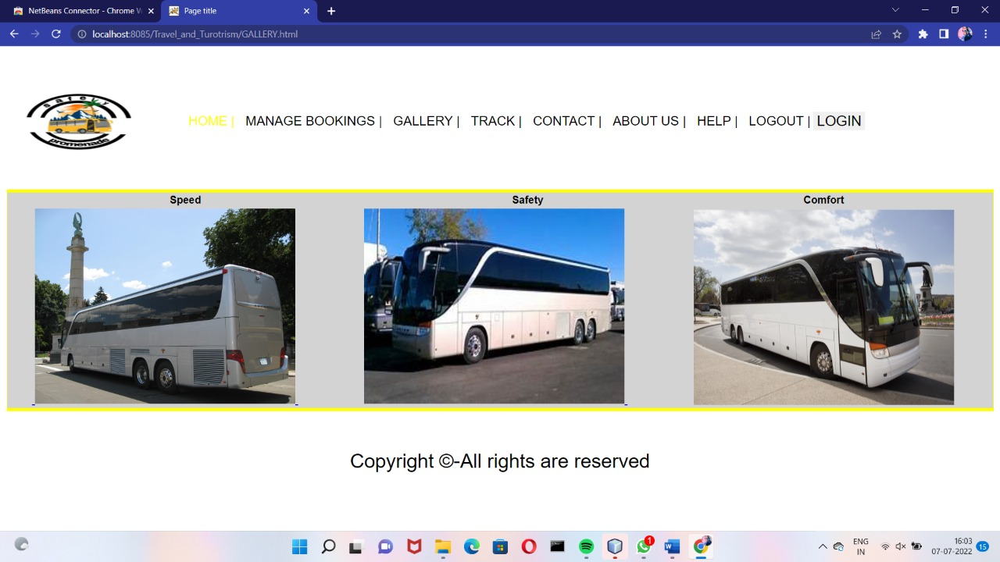 NetBeans Connector - Chrome W
Page title
localhost:8085/Travel_and_Turotrism/GALLERY.html
safety
promenade
HOME | MANAGE BOOKINGS | GALLERY | TRACK | CONTACT | ABOUT US | HELP | LOGOUT | LOGIN
Speed
Safety
Comfort
Copyright ©-All rights are reserved
1
ENG
IN
16:03
07-07-2022
15